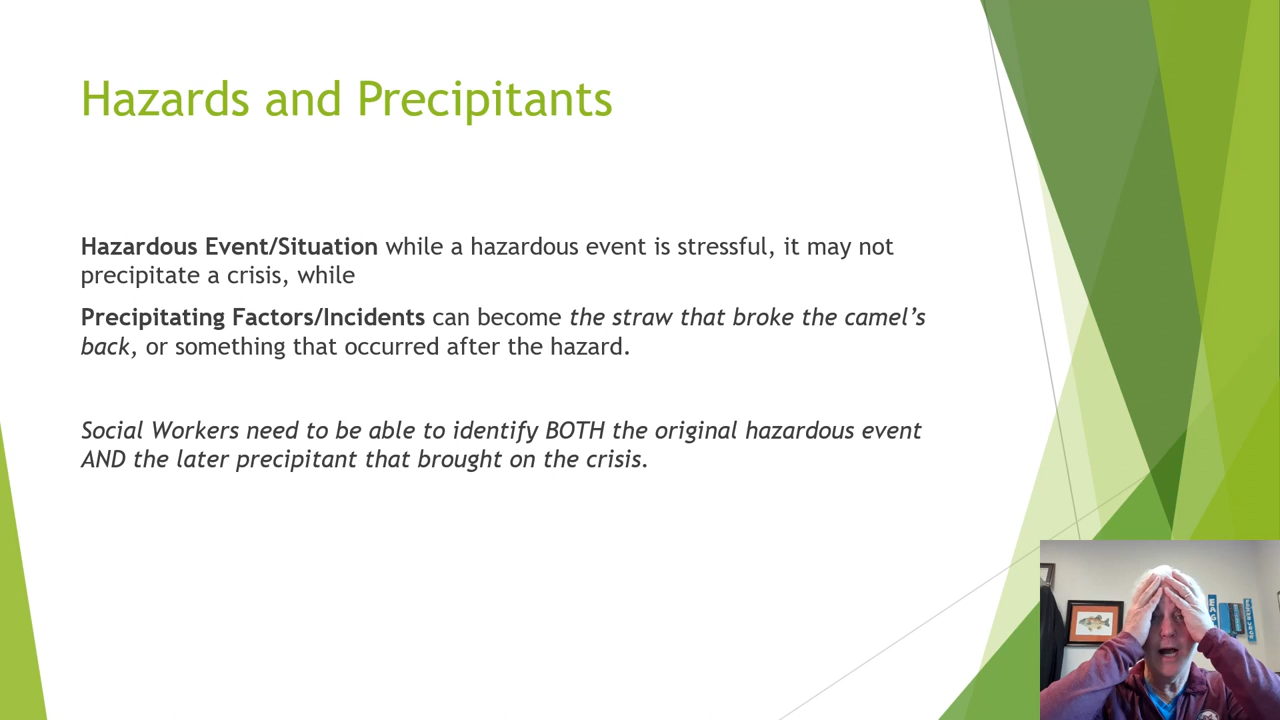 Hazards and Precipitants
Hazardous Event/Situation while a hazardous event is stressful, it may not
precipitate a crisis, while
Precipitating Factors/Incidents can become the straw that broke the camel’s
back, or something that occurred after the hazard.
Social Workers need to be able to identify BOTH the original hazardous event
AND the later precipitant that brought on the crisis.